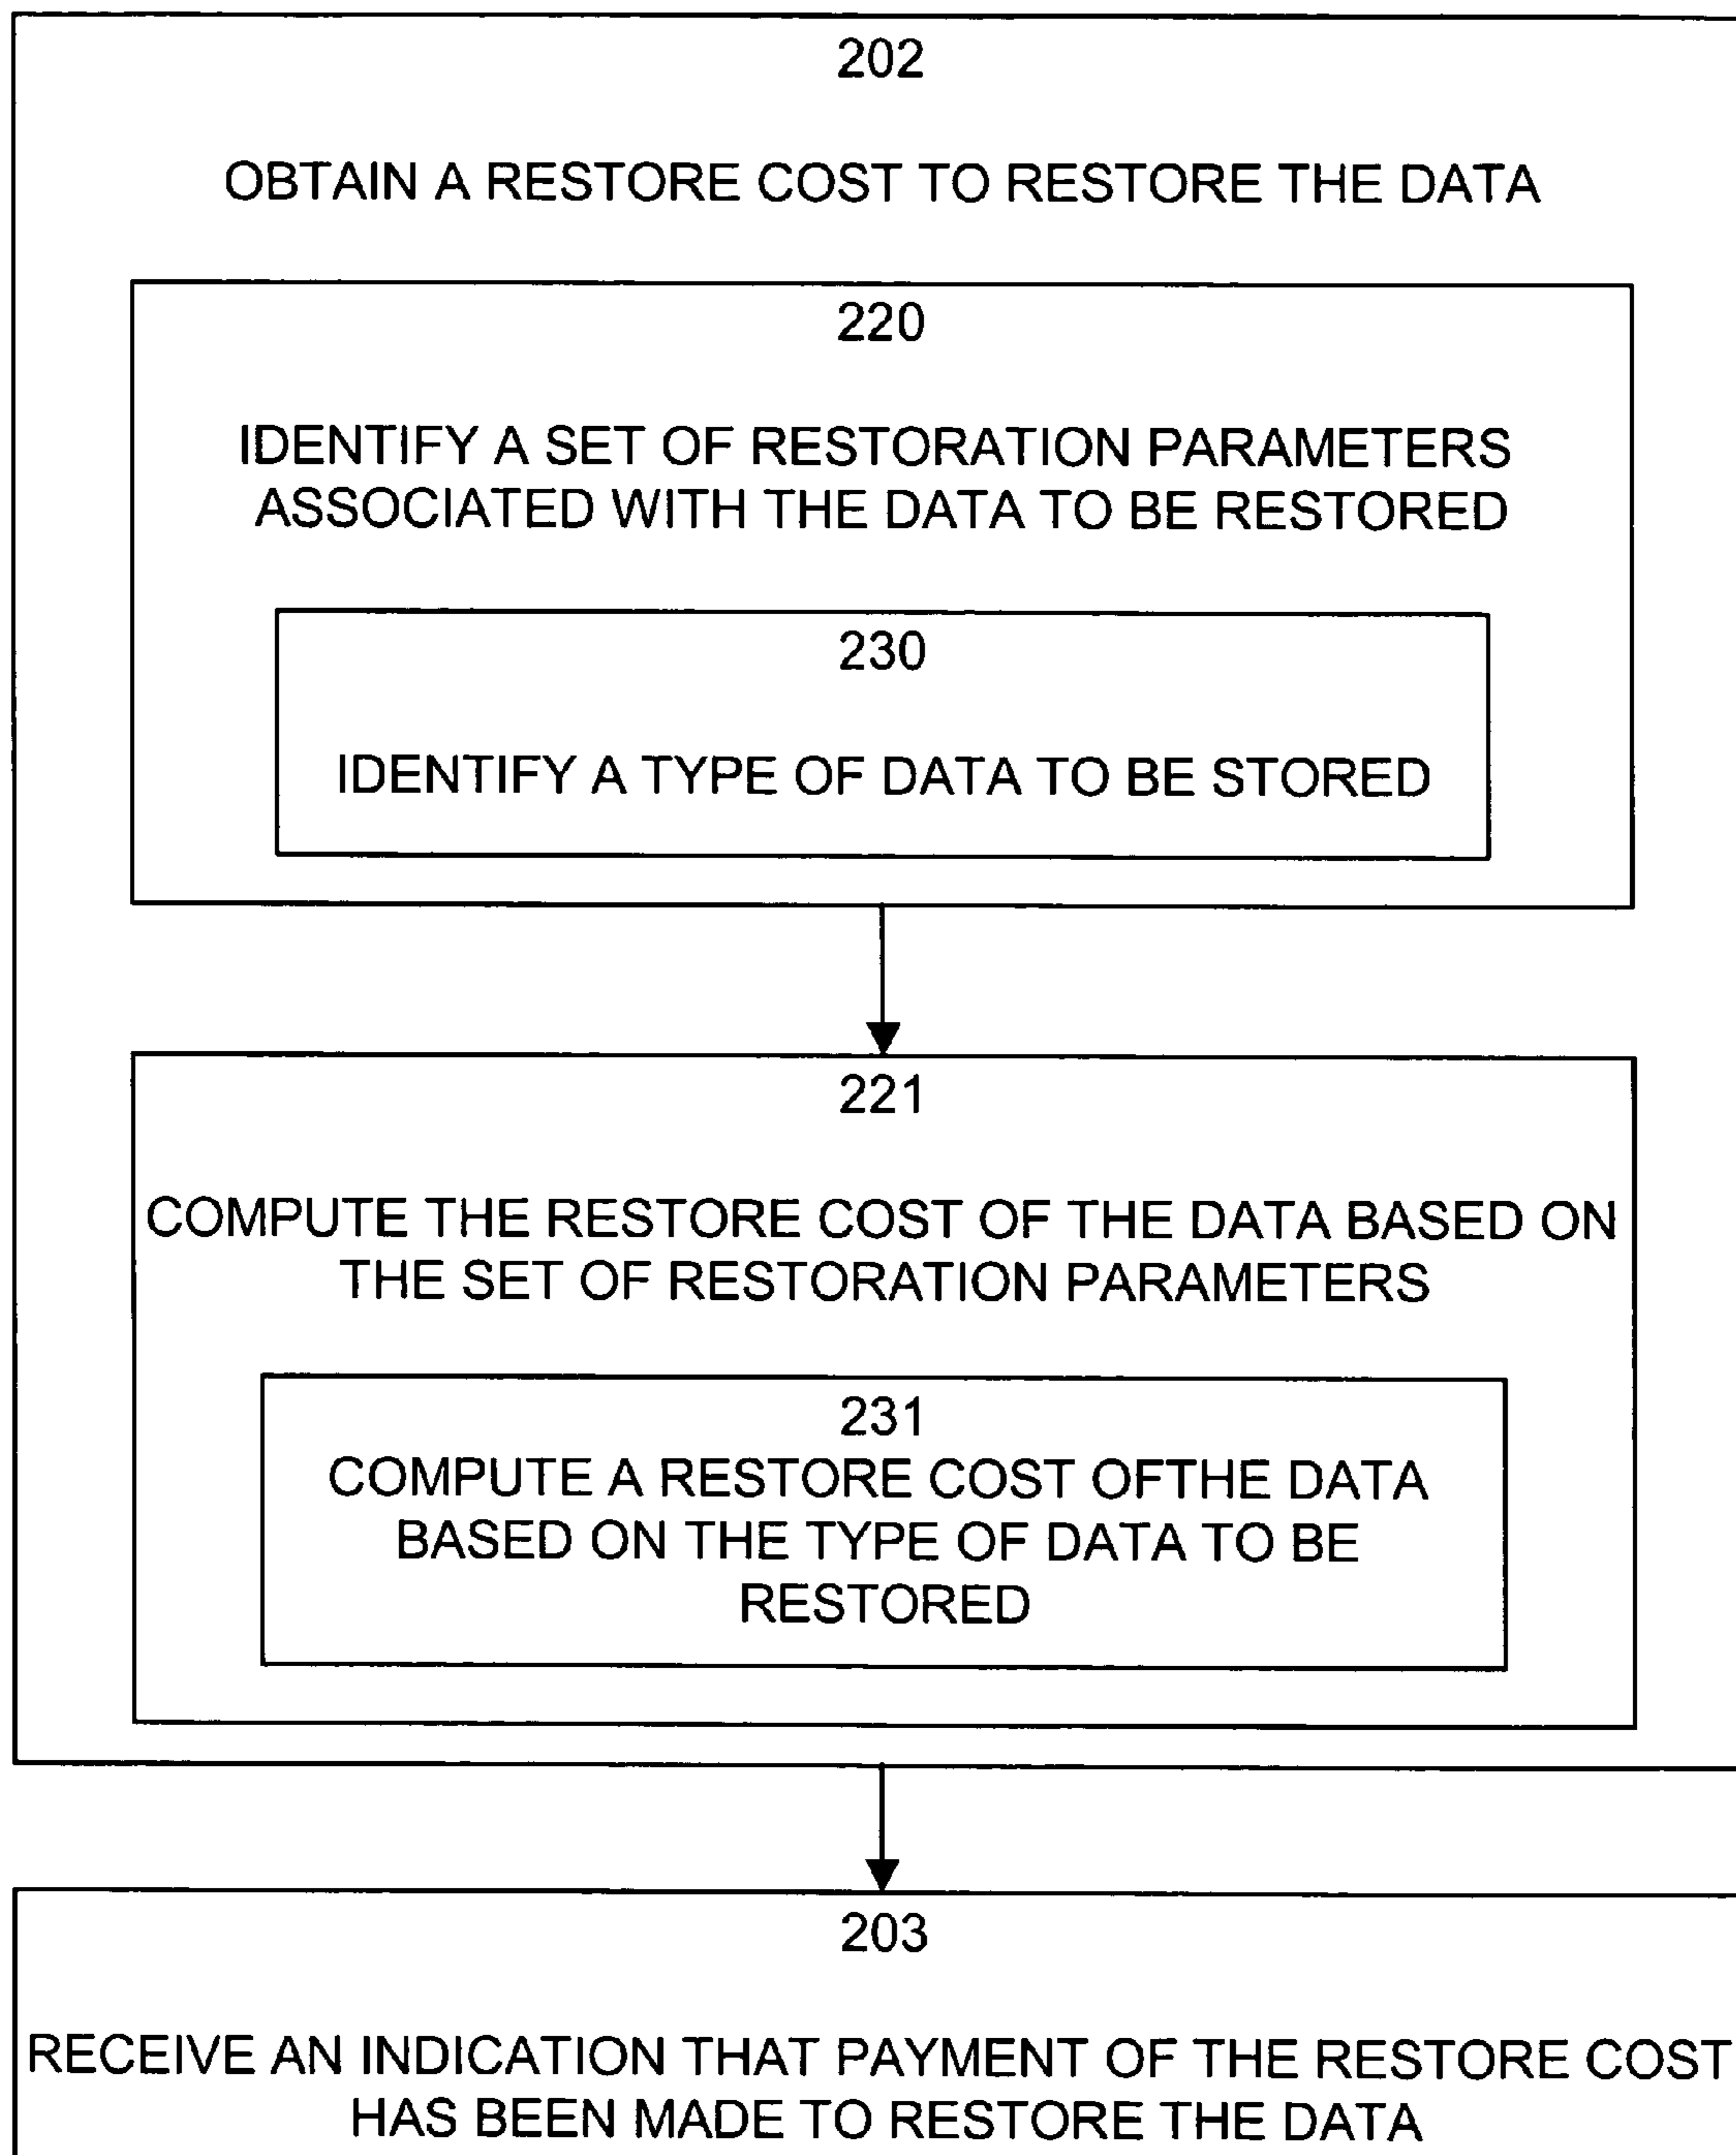 202
OBTAIN A RESTORE COST TO RESTORE THE DATA
220
IDENTIFY A SET OF RESTORATION PARAMETERS
ASSOCIATED WITH THE DATA TO BE RESTORED
230
IDENTIFY A TYPE OF DATA TO BE STORED
221
COMPUTE THE RESTORE COST OF THE DATA BASED ON
THE SET OF RESTORATION PARAMETERS
231
COMPUTE A RESTORE COST OFTHE DATA
BASED ON THE TYPE OF DATA TO BE
RESTORED
203
RECEIVE AN INDICATION THAT PAYMENT OF THE RESTORE COST
HAS BEEN MADE TO RESTORE THE DATA